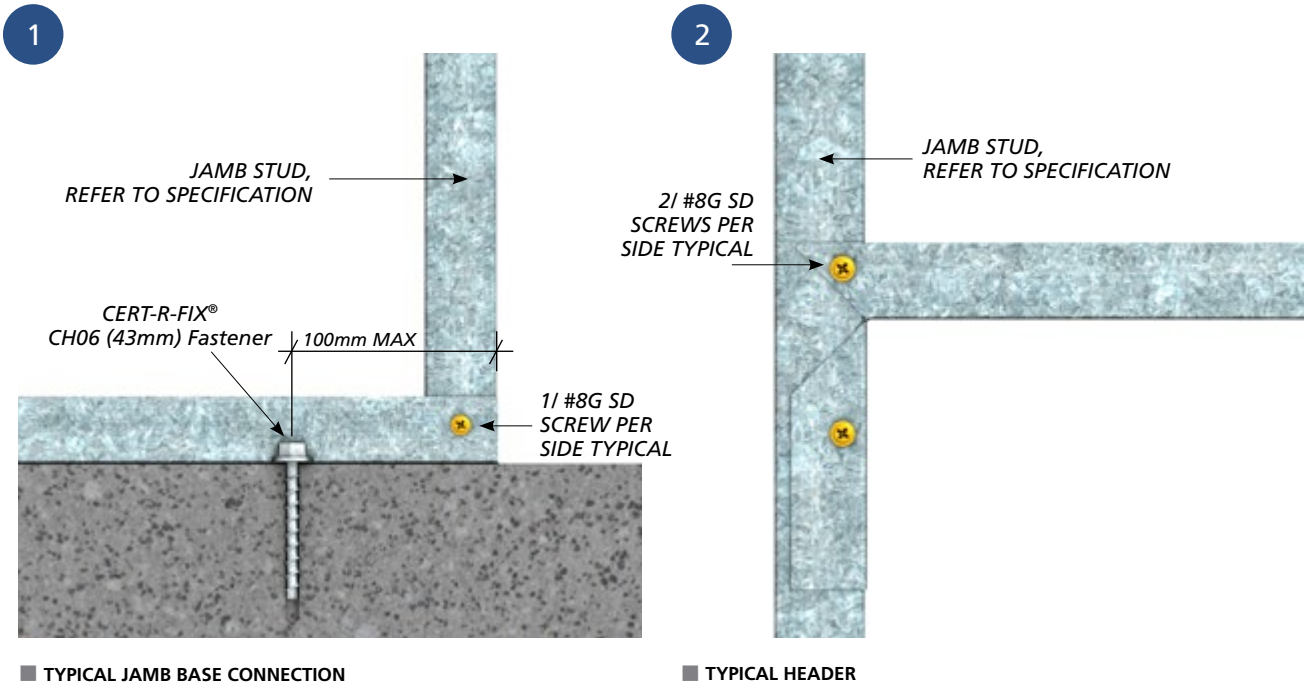 1
JAMB STUD,
REFER TO SPECIFICATION
CERT-R-FIX®
CH06 (43mm) Fastener
100mm MAX
1/ #8G SD
SCREW PER
SIDE TYPICAL
TYPICAL JAMB BASE CONNECTION
2
JAMB STUD,
REFER TO SPECIFICATION
2/ #8G SD
SCREWS PER
SIDE TYPICAL
TYPICAL HEADER